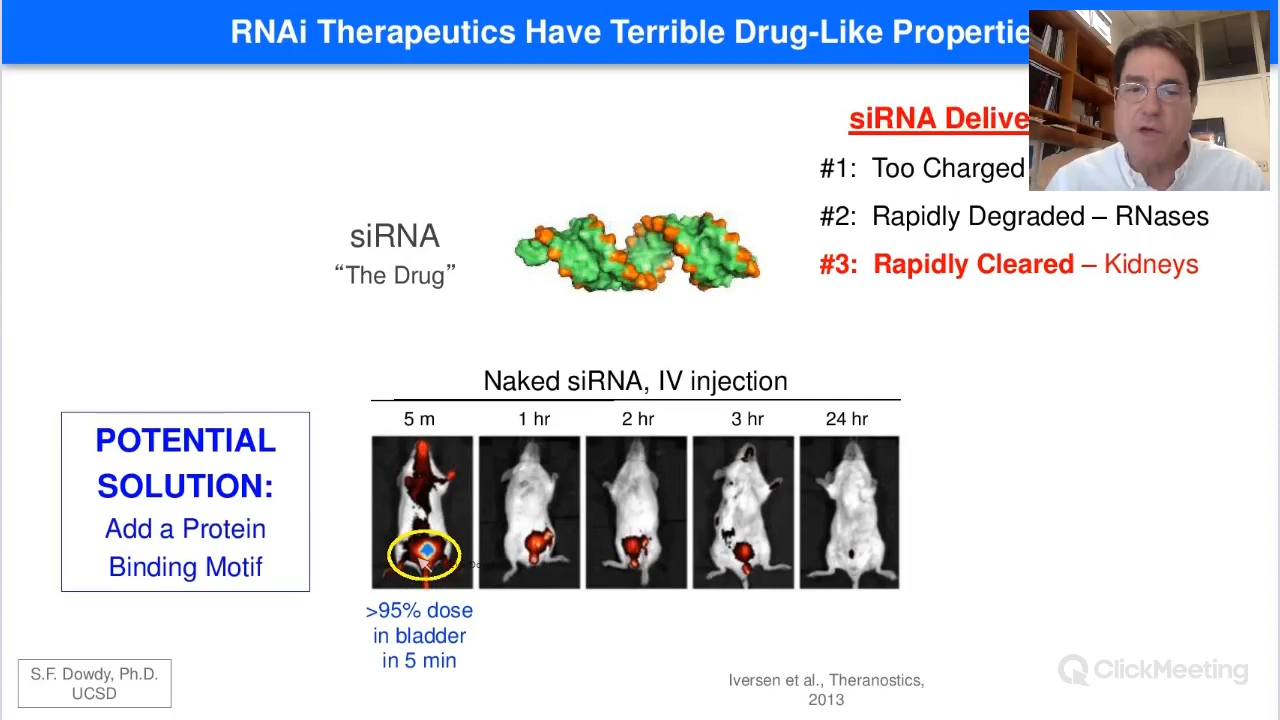 RNAi Therapeutics Have Terrible Drug-Like Propertie
siRNA Delive
#1: Too Charged
#2: Rapidly Degraded – RNases
#3: Rapidly Cleared – Kidneys
siRNA
“The Drug”
Naked siRNA, IV injection
5 m 1 hr 2 hr 3 hr 24 hr
POTENTIAL
SOLUTION:
Add a Protein
Binding Motif
>95% dose
in bladder
in 5 min
S.F. Dowdy, Ph.D.
UCSD
Iversen et al., Theranostics,
2013
ClickMeeting